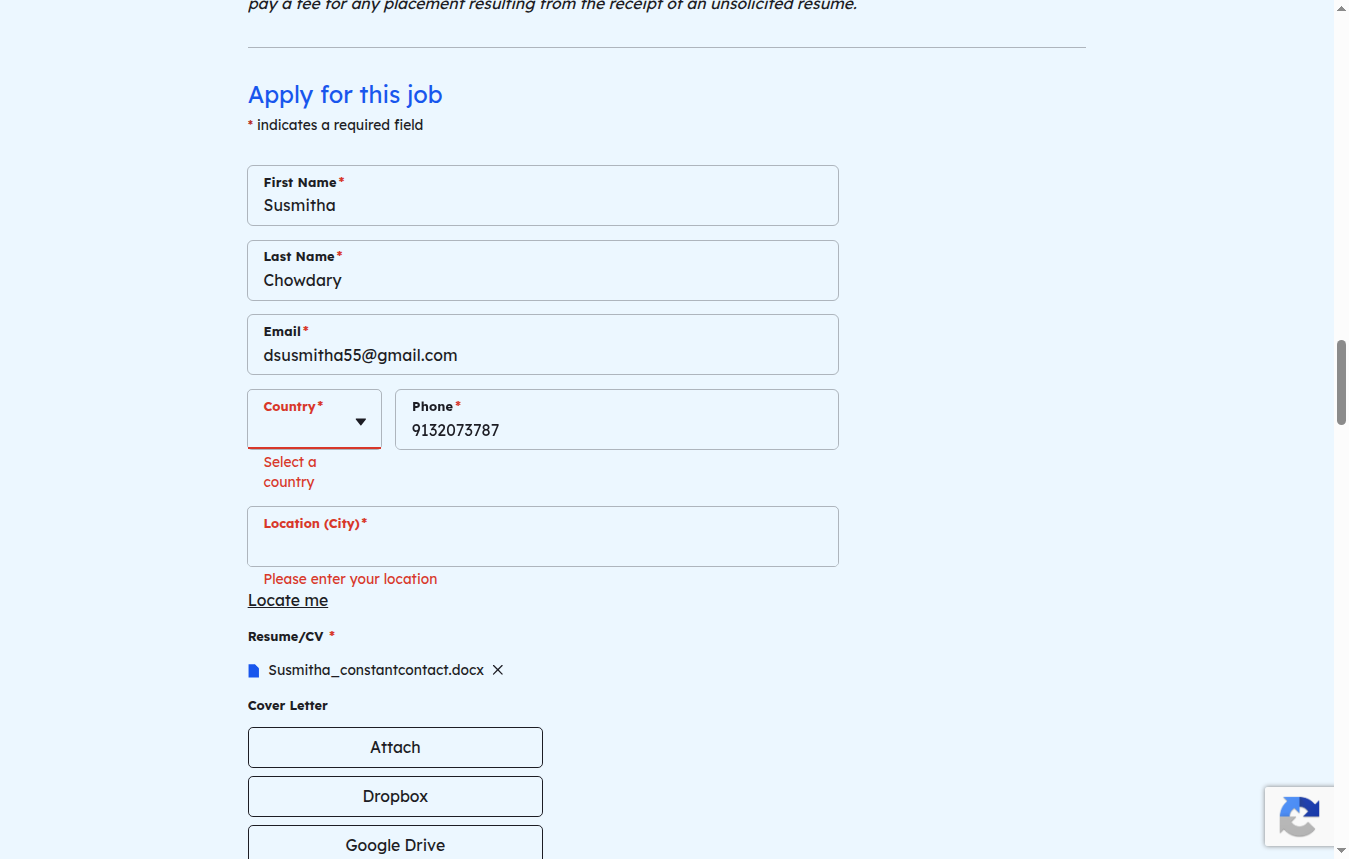 pay a fee for any placement resulting from the receipt of an unsolicited resume.
Apply for this job
* indicates a required field
First Name*
Susmitha
Last Name*
Chowdary
Email*
dsusmitha55@gmail.com
Country*
Phone*
9132073787
Select a
country
Location (City)*
Please enter your location
Locate me
Resume/CV *
Susmitha_constantcontact.docx
Cover Letter
Attach
Dropbox
Google Drive